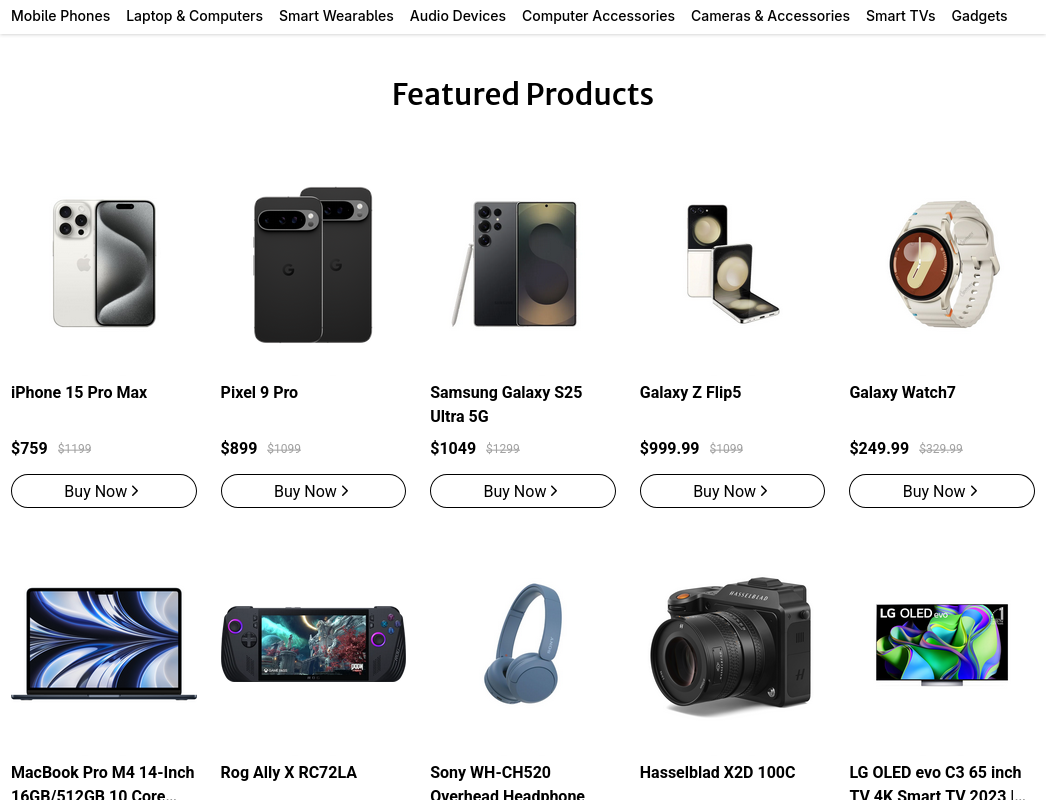 Mobile Phones Laptop & Computers Smart Wearables Audio Devices Computer Accessories Cameras & Accessories Smart TVs Gadgets
Featured Products
iPhone 15 Pro Max
Pixel 9 Pro
Samsung Galaxy S25
Ultra 5G
Galaxy Z Flip5
Galaxy Watch7
$759 $1199
$899 $1099
$1049 $1299
$999.99 $1099
$249.99 $329.99
Buy Now
Buy Now
Buy Now
Buy Now
Buy Now
HASSELBLAD
LG OLED evo
SONY
DOOM
MacBook Pro M4 14-Inch
16GB/512GB 10 Core...
Rog Ally X RC72LA
Sony WH-CH520
Overhead Headphone
Hasselblad X2D 100C
LG OLED evo C3 65 inch
TV 4K Smart TV 2023 |...